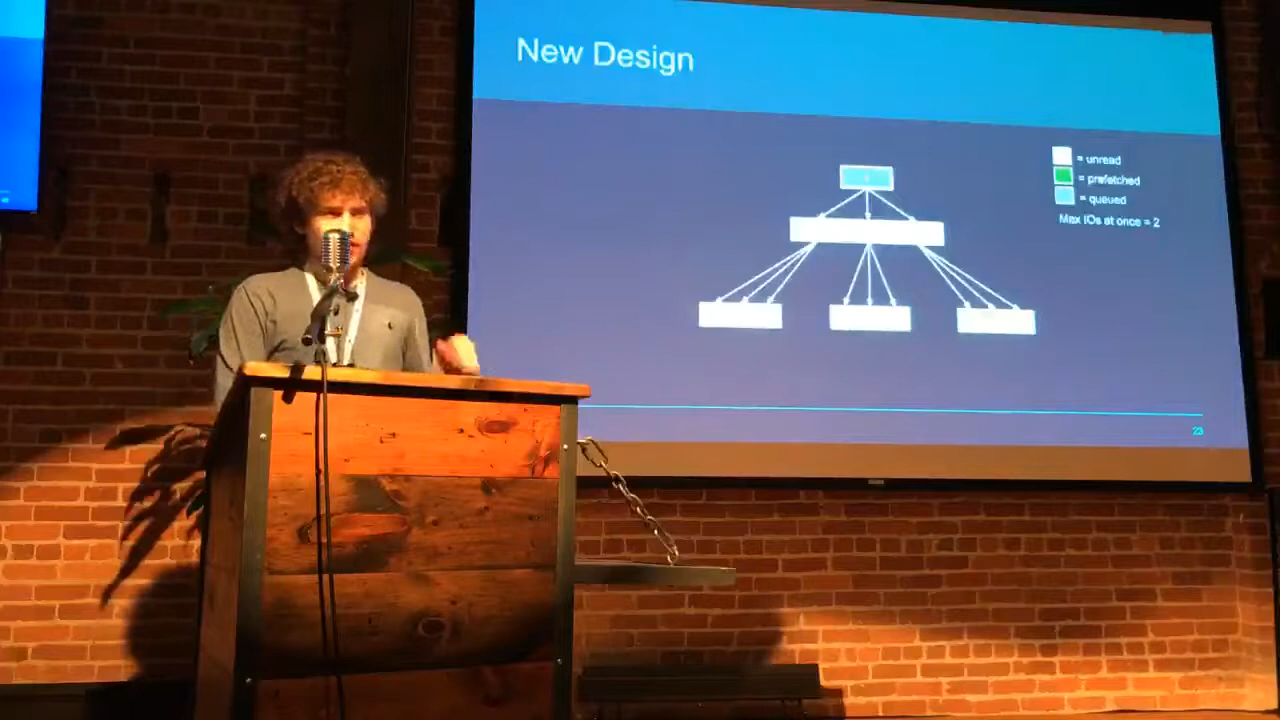 New Design
= unread
= prefetched
= queued
Max IOs at once = 2
23